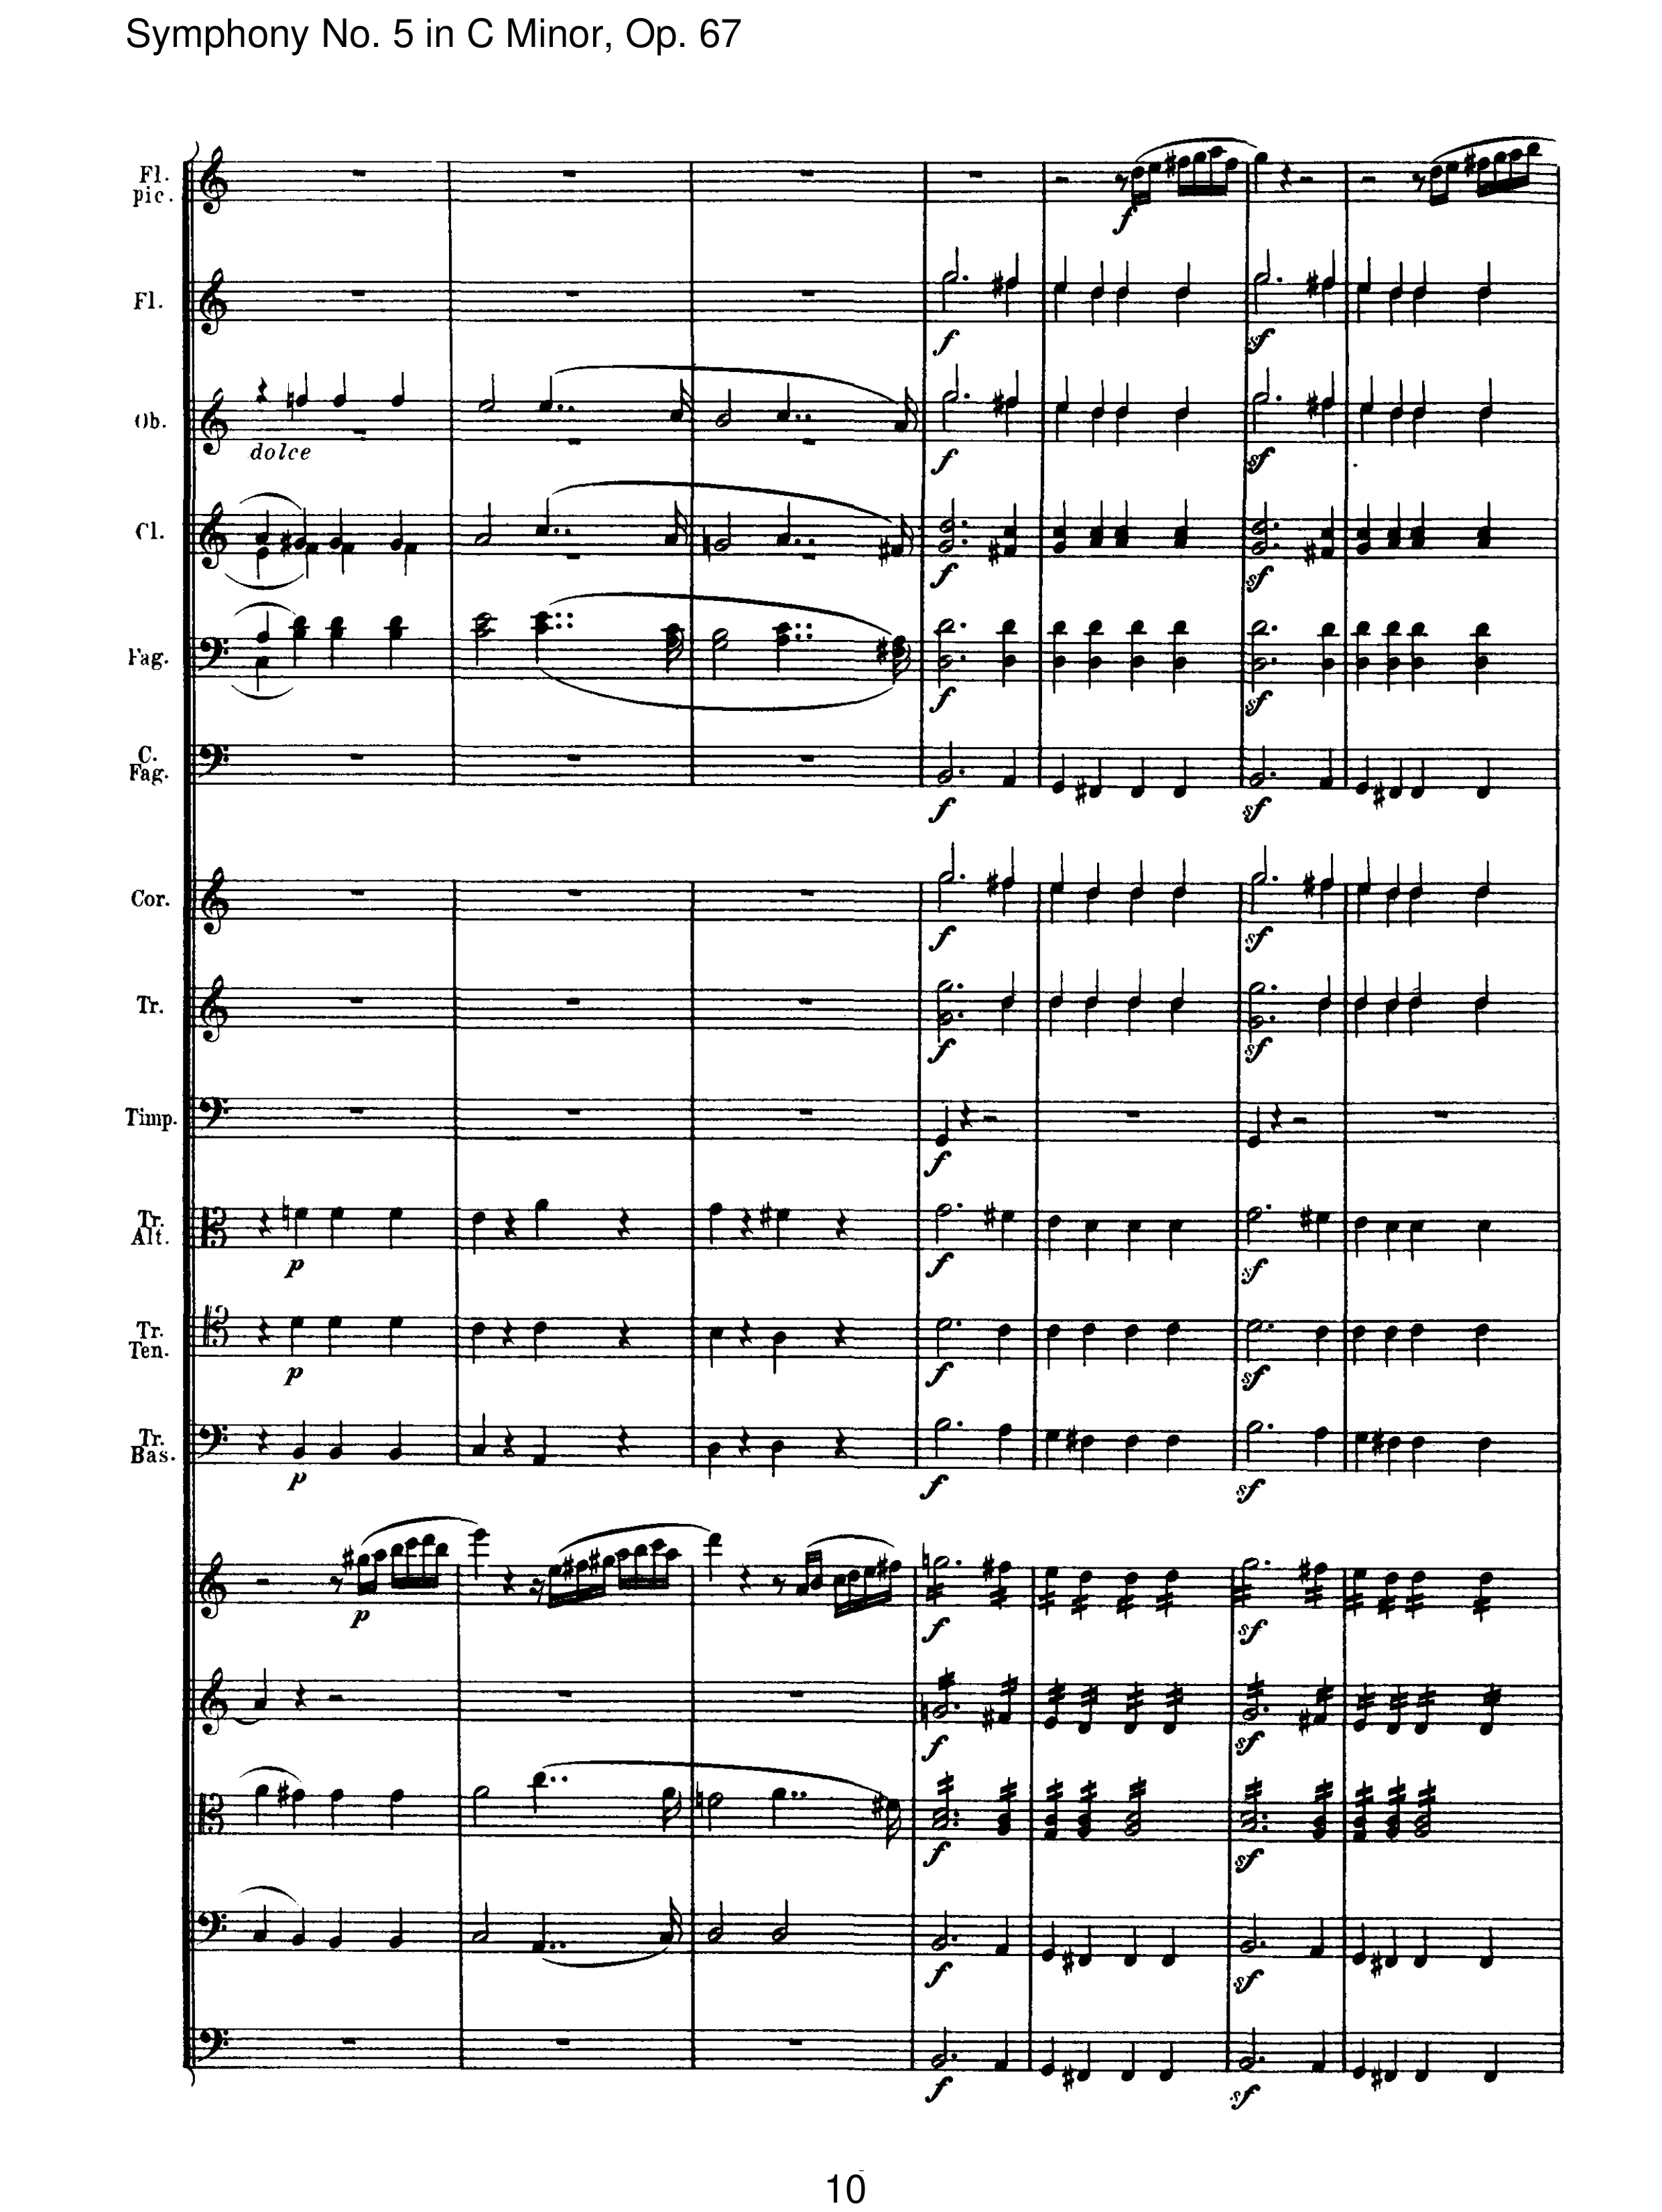 Symphony No. 5 in C Minor, Op. 67
Fl.
pic.
f
Fl.
f
sf
Ob.
dolce
f
sf
Cl.
f
sf
Fag.
f
sf
C.
Fag.
f
sf
Cor.
f
sf
Tr.
f
sf
Timp.
f
Tr.
Alt.
p
f
sf
Tr.
Ten.
p
f
sf
Tr.
Bas.
p
f
sf
p
f
sf
f
sf
f
sf
f
sf
f
sf
10